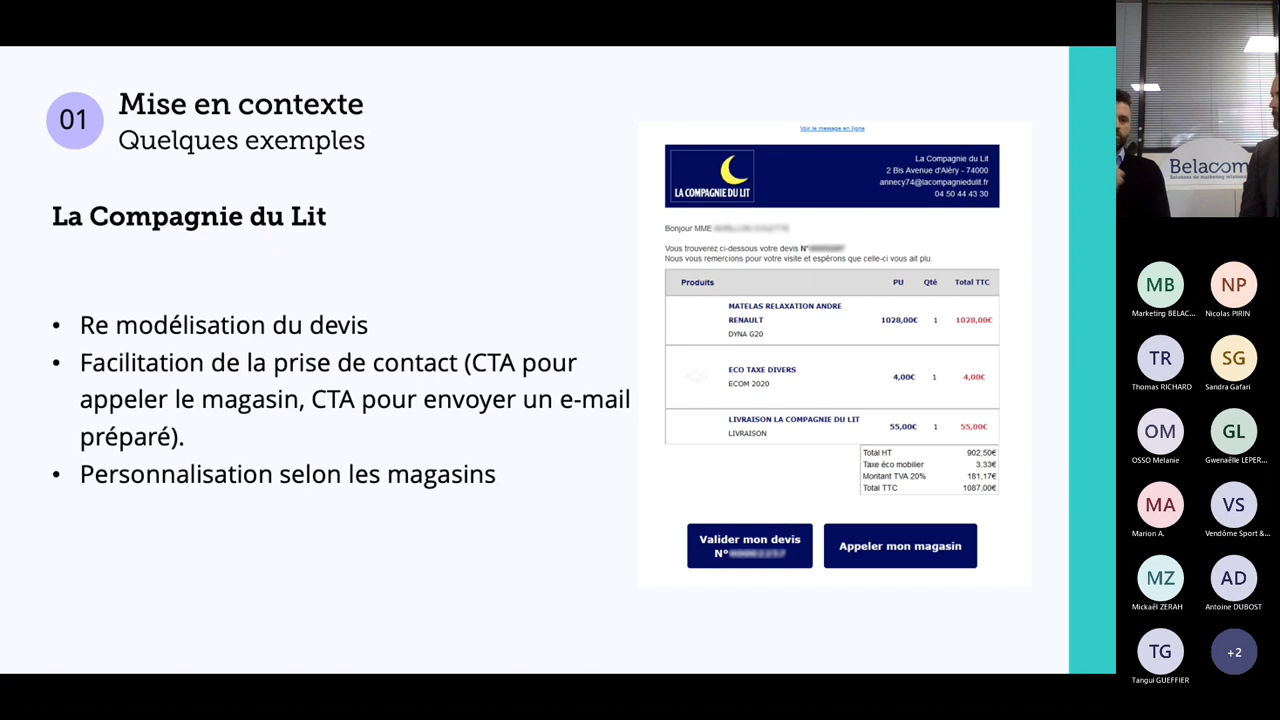 01
Mise en contexte
Quelques exemples
La Compagnie du Lit
• Re modélisation du devis
• Facilitation de la prise de contact (CTA pour
appeler le magasin, CTA pour envoyer un e-mail
préparé).
• Personnalisation selon les magasins
Voir le message en ligne
LA COMPAGNIE DU LIT
La Compagnie du Lit
2 Bis Avenue d'Aléry - 74000
annecy74@lacompagniedulit.fr
04 50 44 43 30
Bonjour MME
Vous trouverez ci-dessous votre devis N°
Nous vous remercions pour votre visite et espérons que celle-ci vous ait plu.
Produits PU Qté Total TTC
MATELAS RELAXATION ANDRE
RENAULT
DYNA G20
1028,00€ 1 1028,00€
ECO TAXE DIVERS
ECOM 2020
4,00€ 1 4,00€
LIVRAISON LA COMPAGNIE DU LIT
LIVRAISON
55,00€ 1 55,00€
Total HT 902,50€
Taxe éco mobilier 3,33€
Montant TVA 20% 181,17€
Total TTC 1087,00€
Valider mon devis
N°
Appeler mon magasin
Belacom
Solutions de marketing relationnel
MB NP
Marketing BELAC... Nicolas PIRIN
TR SG
Thomas RICHARD Sandra Gafari
OM GL
OSSO Melanie Gwenaëlle LEPER...
MA VS
Marion A. Vendôme Sport &...
MZ AD
Mickaël ZERAH Antoine DUBOST
TG +2
Tangui GUEFFIER